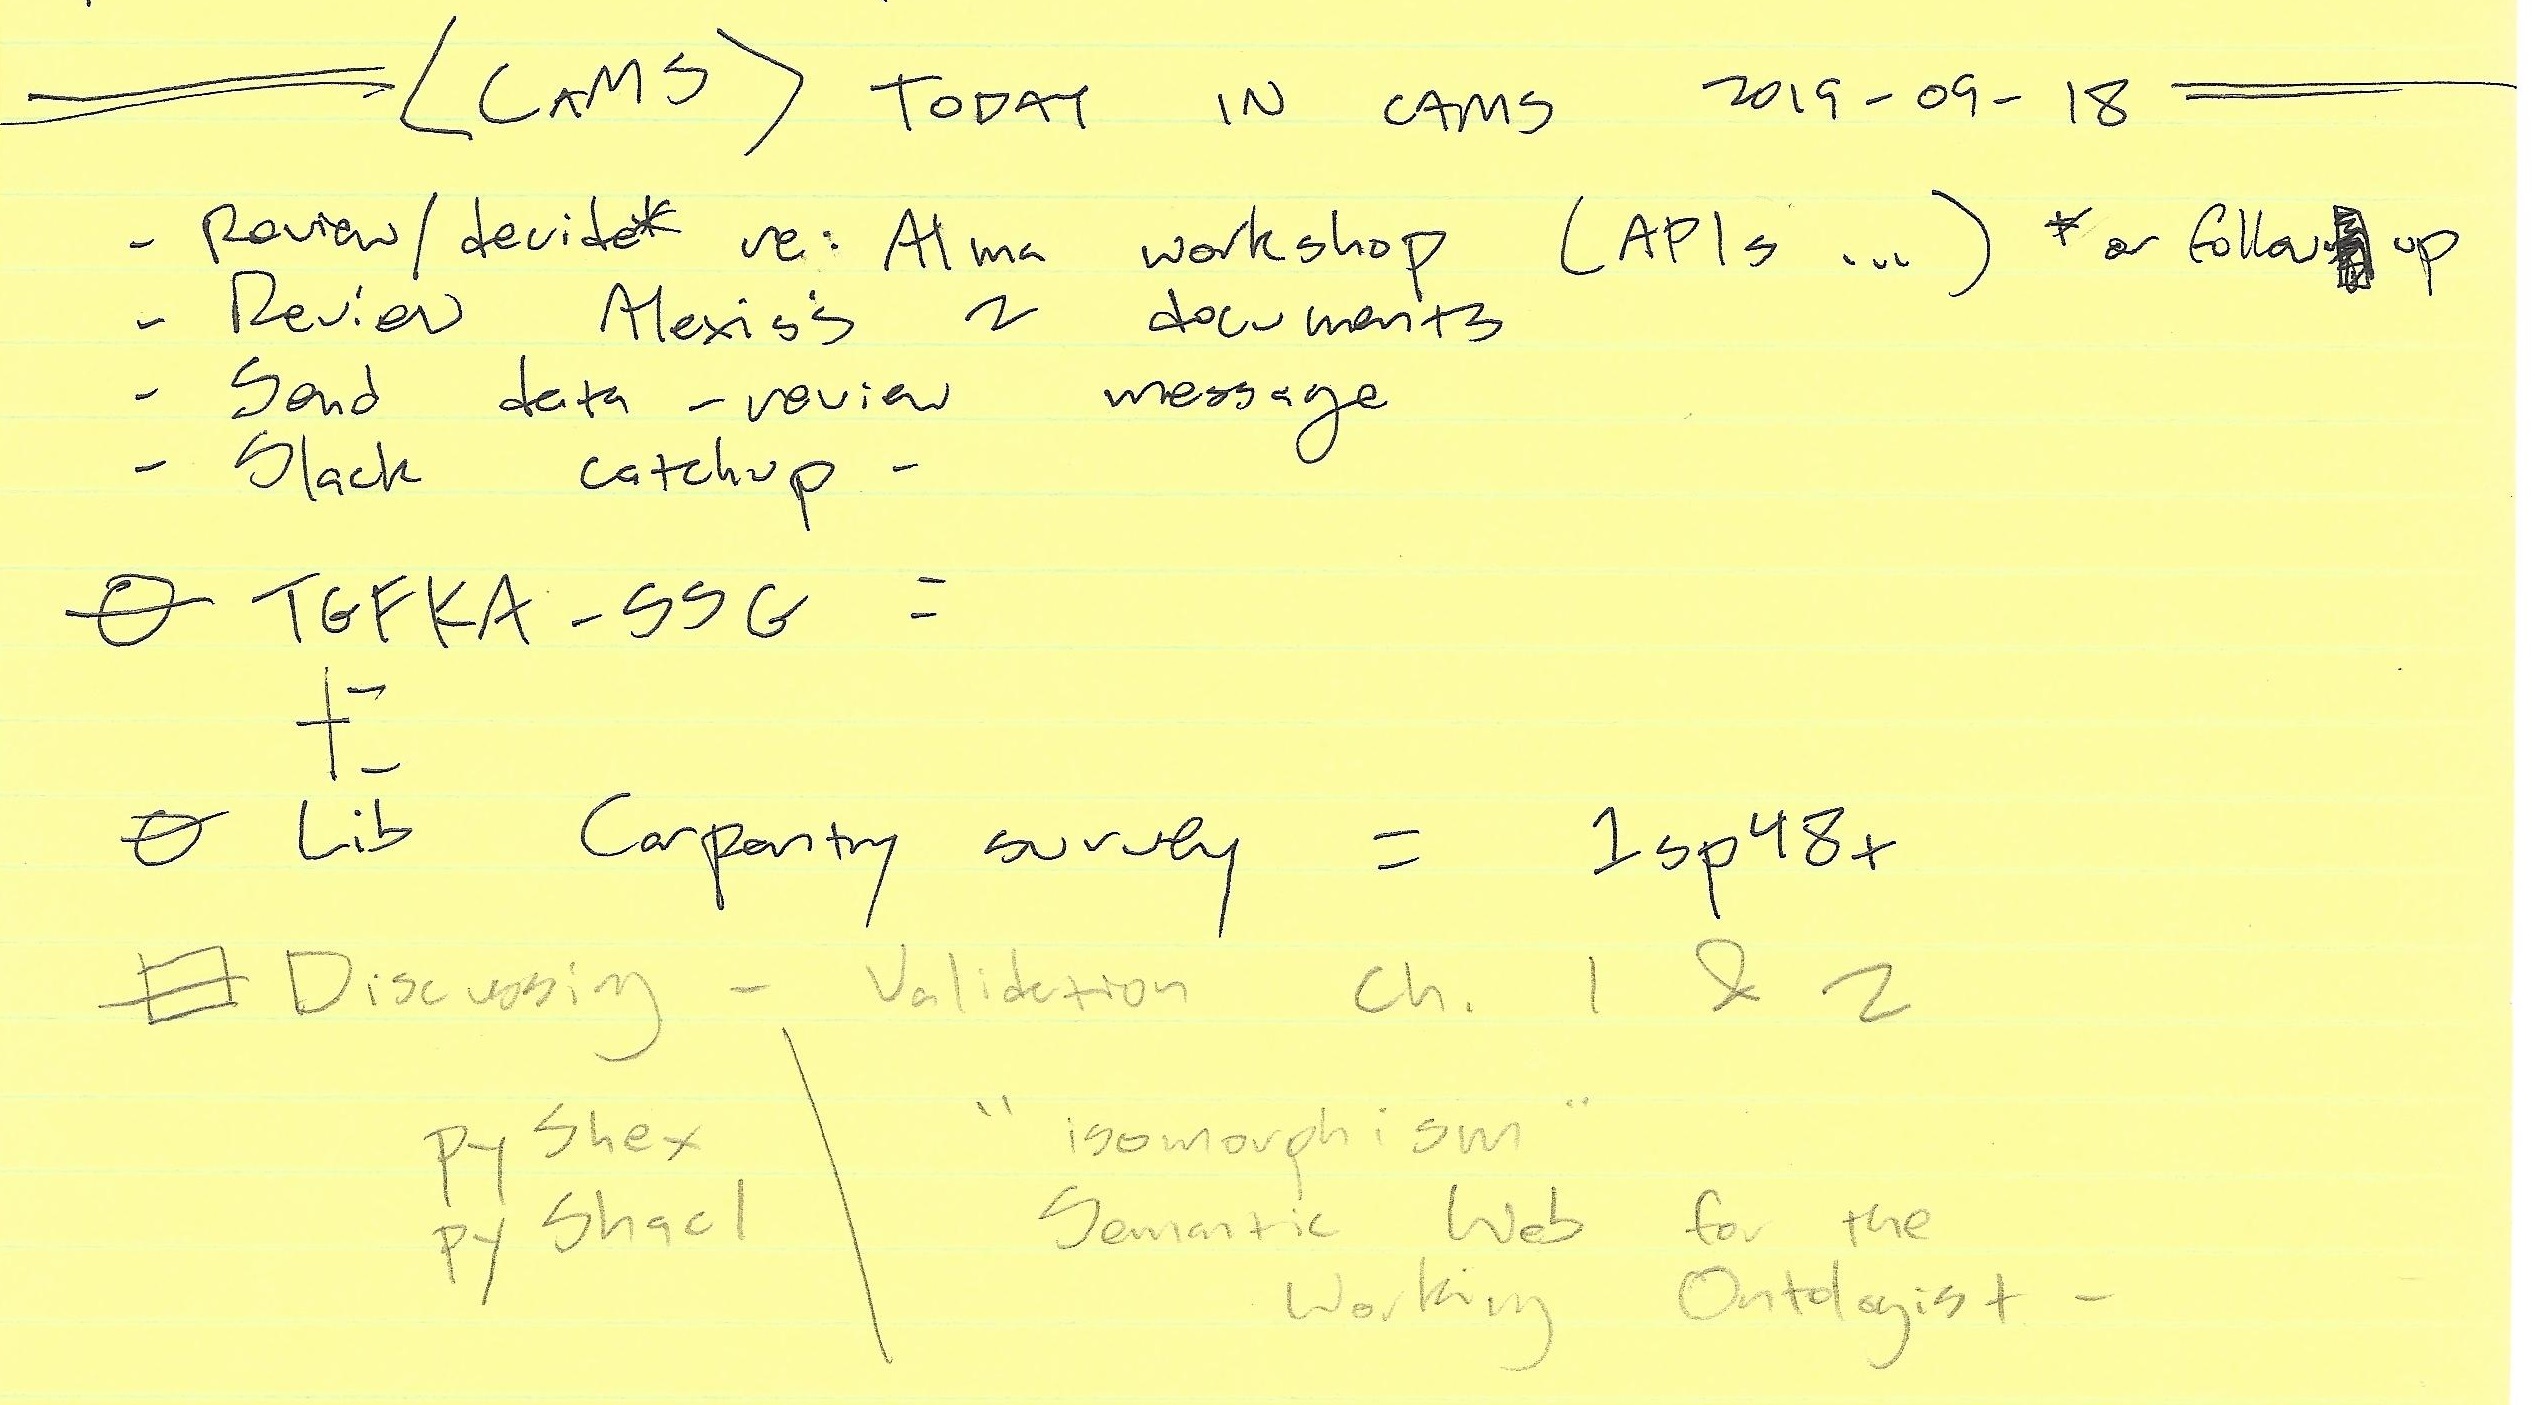 <CAMS> TODAY IN CAMS 2019-09-18
- Review/decide* re: Alma workshop (APIs ...) * or follow up
- Review Alexis's 2 documents
- Send data-review message
- Slack catchup -
TGFKA-SSG =
Lib Carpentry survey = 1sp48x
Discussing - Validation Ch. 1 & 2
pyShex
pyShacl
"isomorphism"
Semantic Web for the
Working Ontologist -